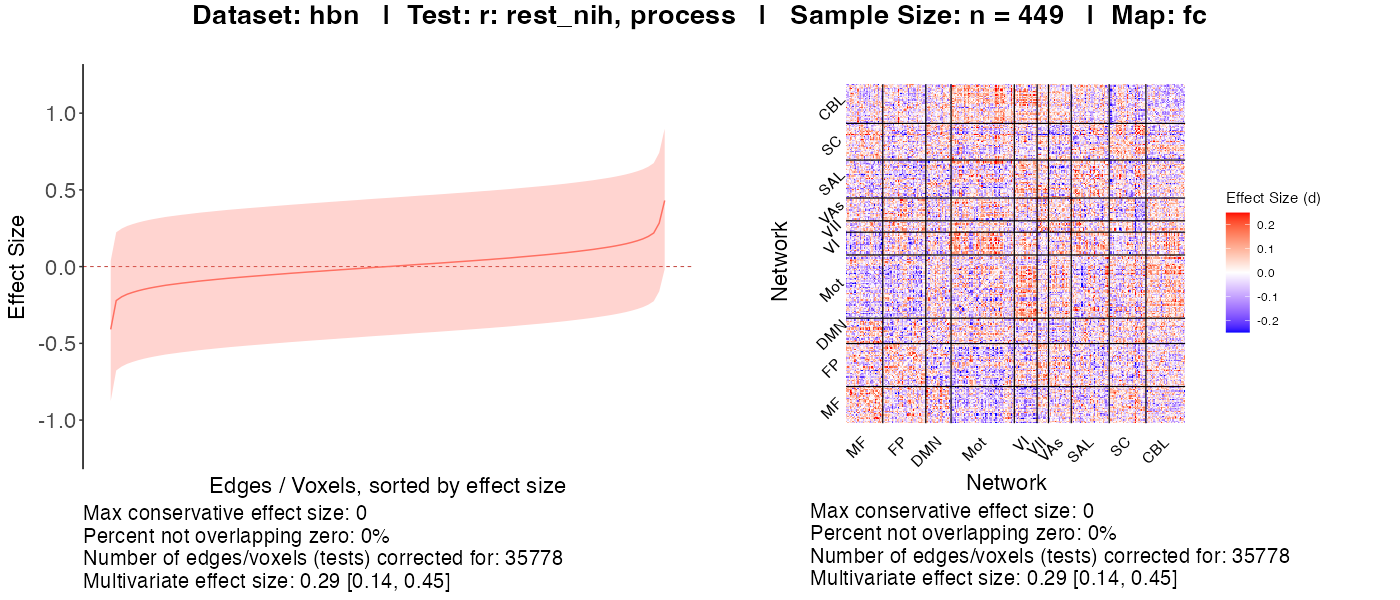 Dataset: hbn | Test: r: rest_nih, process | Sample Size: n = 449 | Map: fc
Effect Size
1.0
0.5
0.0
-0.5
-1.0
Edges / Voxels, sorted by effect size
Max conservative effect size: 0
Percent not overlapping zero: 0%
Number of edges/voxels (tests) corrected for: 35778
Multivariate effect size: 0.29 [0.14, 0.45]
Network
CBL
SC
SAL
VAs
VII
VI
Mot
DMN
FP
MF
MF
FP
DMN
Mot
VI
VII
VAs
SAL
SC
CBL
Network
Effect Size (d)
0.2
0.1
0.0
-0.1
-0.2
Max conservative effect size: 0
Percent not overlapping zero: 0%
Number of edges/voxels (tests) corrected for: 35778
Multivariate effect size: 0.29 [0.14, 0.45]